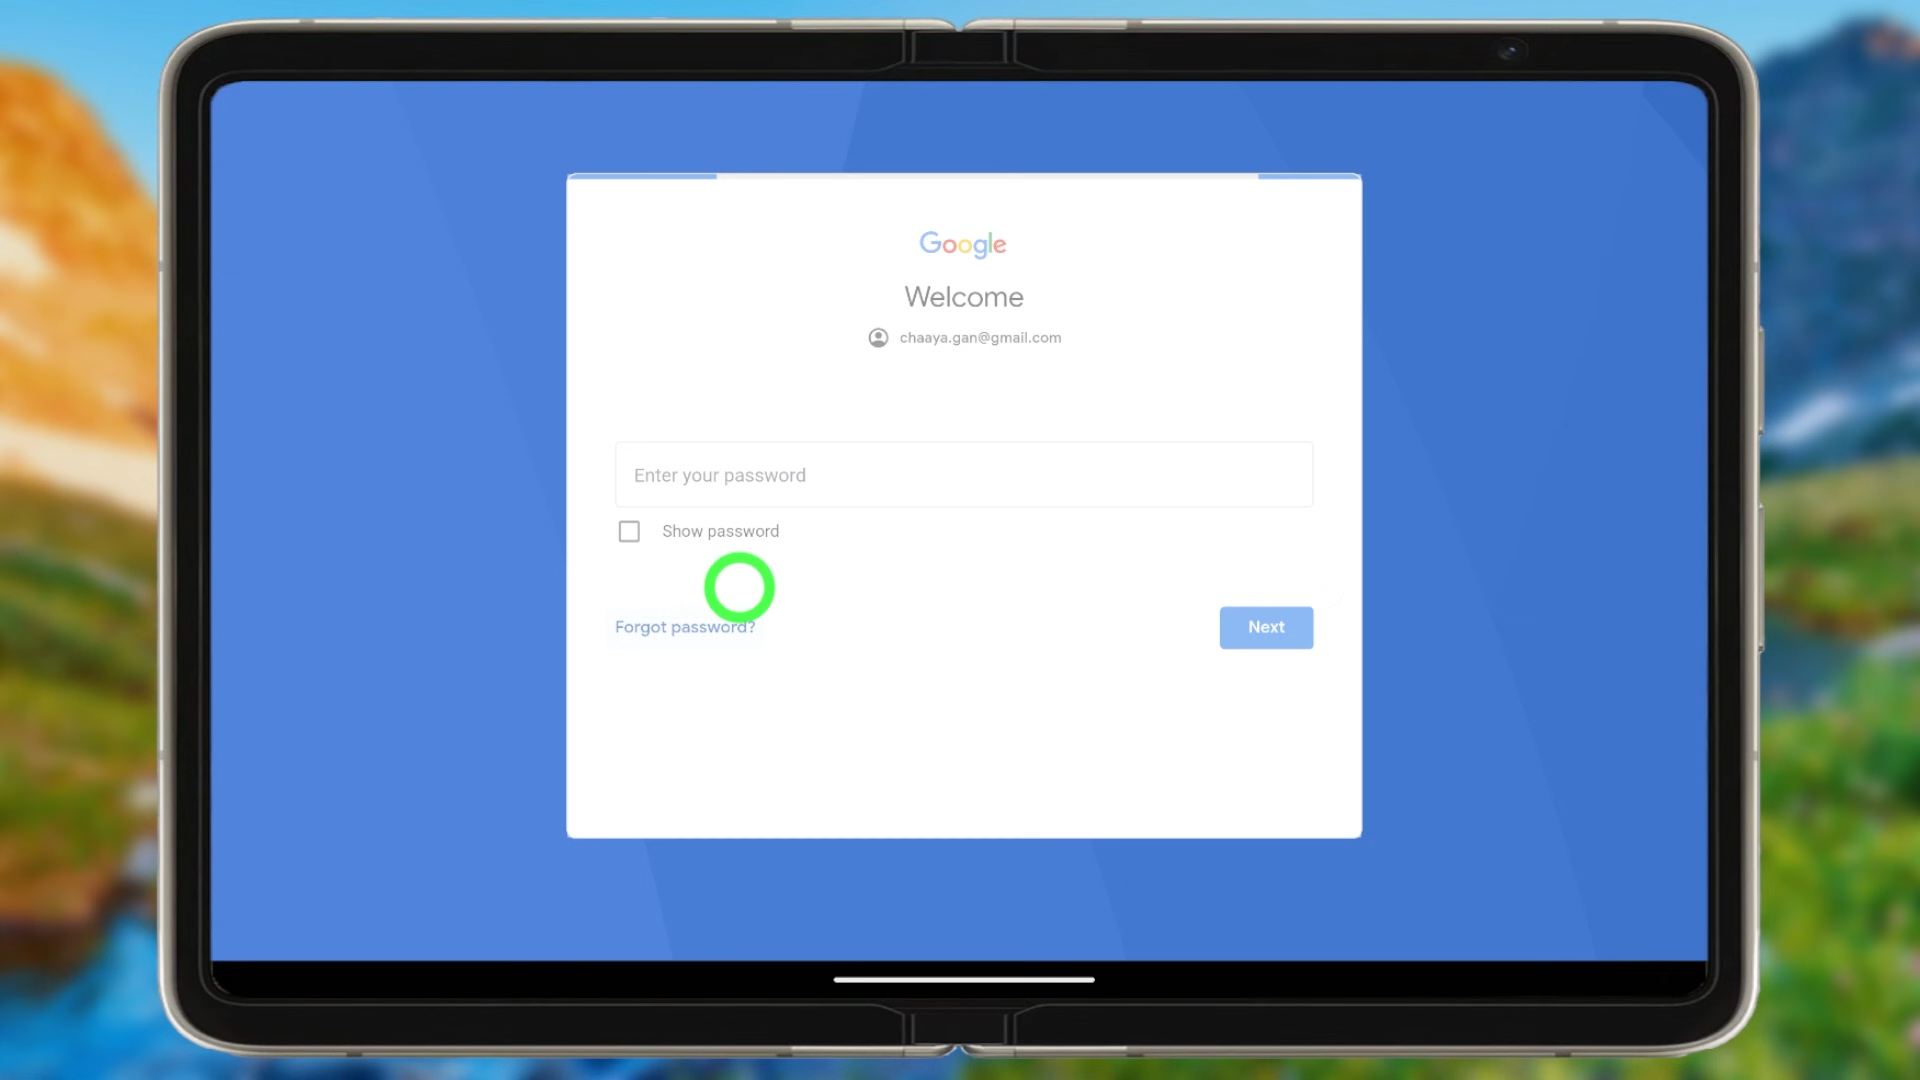 Google
Welcome
chaaya.gan@gmail.com
Enter your password
Show password
Forgot password?
Next